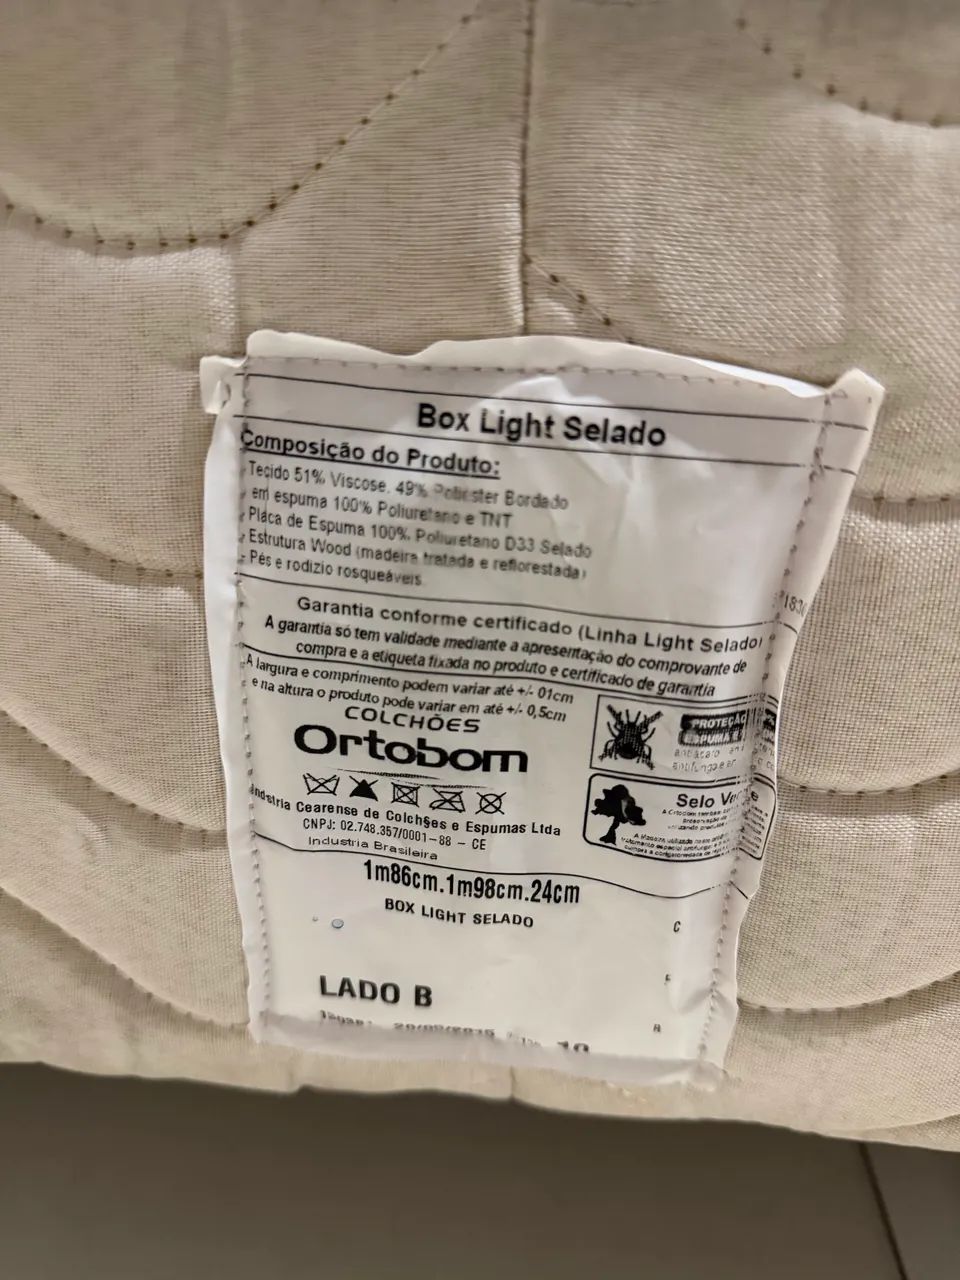 Box Light Selado
Composição do Produto:
- Tecido 51% Viscose, 49% Poliester Bordado
em espuma 100% Poliuretano e TNT
- Placa de Espuma 100% Poliuretano D33 Selado
- Estrutura Wood (madeira tratada e reflorestada)
- Pés e rodizio rosqueáveis
Garantia conforme certificado (Linha Light Selado)
A garantia só tem validade mediante a apresentação do comprovante de
compra e a etiqueta fixada no produto e certificado de garantia
A largura e comprimento podem variar até +/- 01cm
e na altura o produto pode variar em até +/- 0,5cm
COLCHÕES
Ortobom
PROTEÇÃO
ESPUMA
Selo Verde
Indústria Cearense de Colchões e Espumas Ltda
CNPJ: 02.748.357/0001-88 - CE
Industria Brasileira
1m86cm.1m98cm.24cm
BOX LIGHT SELADO
C
LADO B